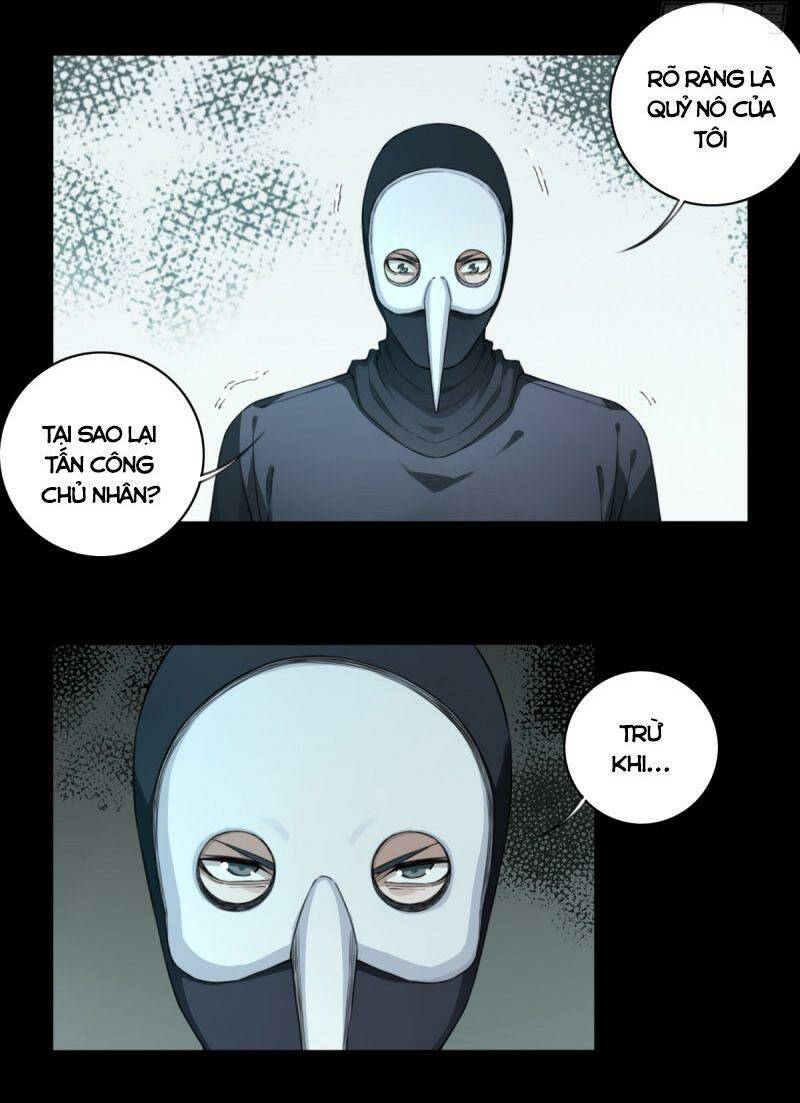 RÕ RÀNG LÀ
QUỶ NÔ CỦA
TÔI
TẠI SAO LẠI
TẤN CÔNG
CHỦ NHÂN?
TRỪ
KHI...